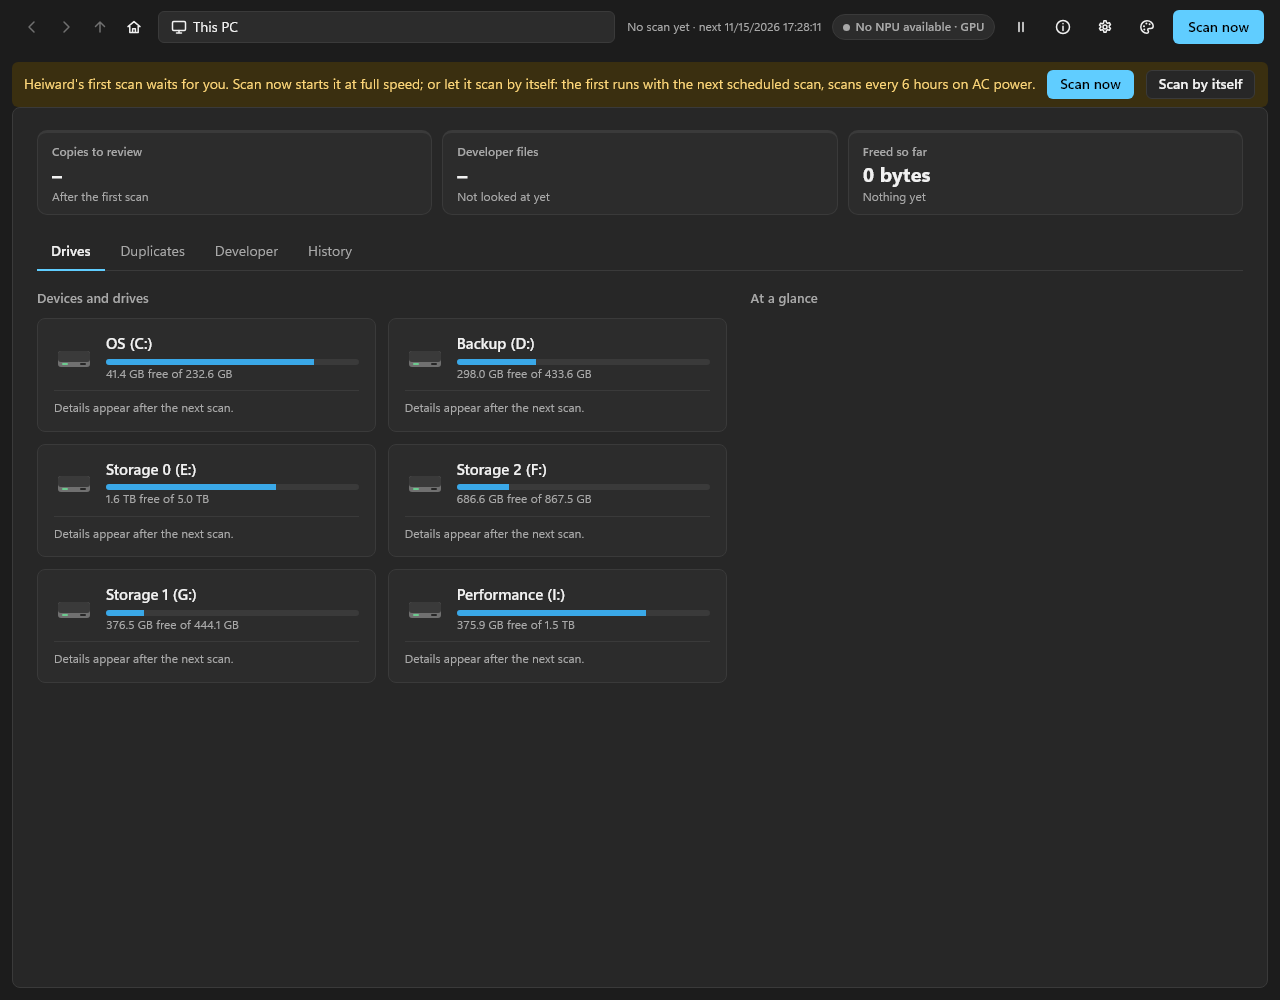 This PC
No scan yet · next 11/15/2026 17:28:11
No NPU available · GPU
Scan now
Heiward's first scan waits for you. Scan now starts it at full speed; or let it scan by itself: the first runs with the next scheduled scan, scans every 6 hours on AC power.
Scan now
Scan by itself
Copies to review
–
After the first scan
Developer files
–
Not looked at yet
Freed so far
0 bytes
Nothing yet
Drives
Duplicates
Developer
History
Devices and drives
At a glance
OS (C:)
41.4 GB free of 232.6 GB
Details appear after the next scan.
Backup (D:)
298.0 GB free of 433.6 GB
Details appear after the next scan.
Storage 0 (E:)
1.6 TB free of 5.0 TB
Details appear after the next scan.
Storage 2 (F:)
686.6 GB free of 867.5 GB
Details appear after the next scan.
Storage 1 (G:)
376.5 GB free of 444.1 GB
Details appear after the next scan.
Performance (I:)
375.9 GB free of 1.5 TB
Details appear after the next scan.